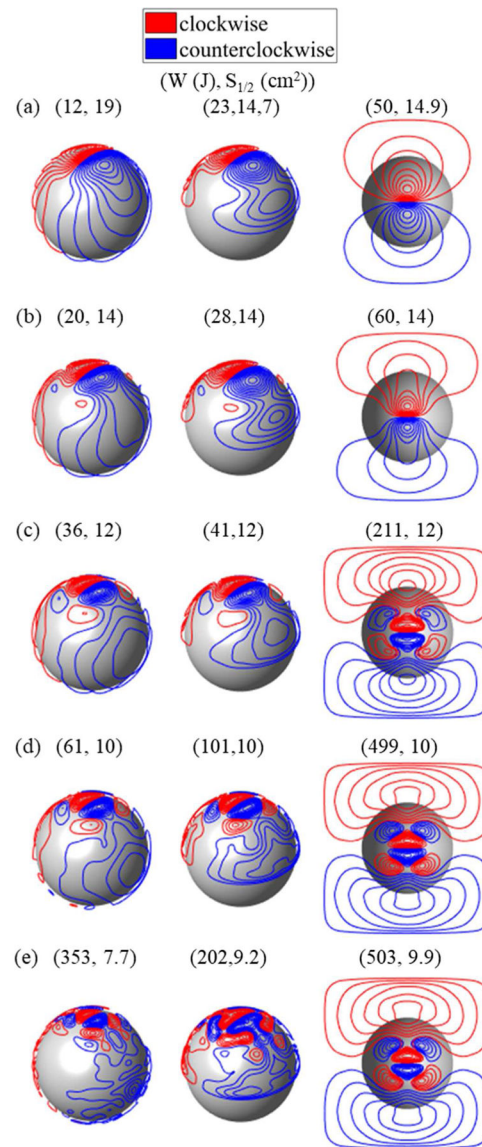 clockwise
counterclockwise
(W (J), S1/2 (cm²))
(a) (12, 19) (23,14,7) (50, 14.9)
(b) (20, 14) (28,14) (60, 14)
(c) (36, 12) (41,12) (211, 12)
(d) (61, 10) (101,10) (499, 10)
(e) (353, 7.7) (202,9.2) (503, 9.9)